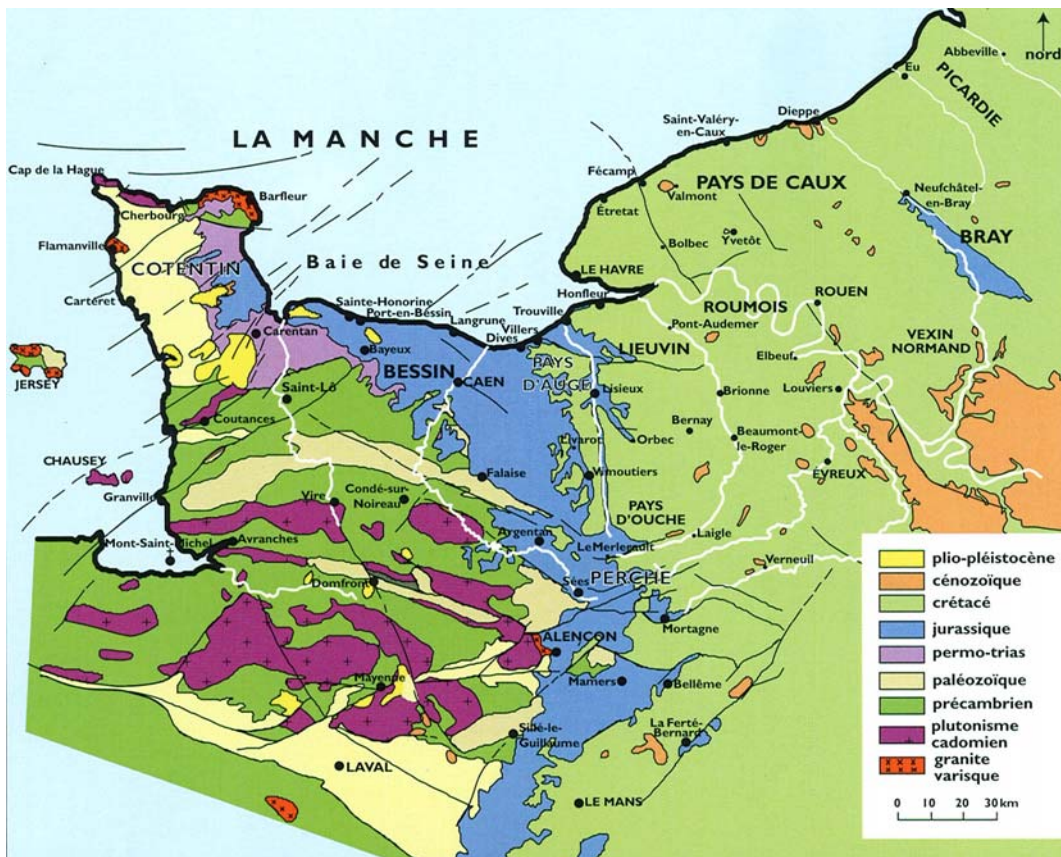 nord
Abbeville
Eu
PICARDIE
Dieppe
Saint-Valéry-
en-Caux
LA MANCHE
Cap de la Hague
Cherbourg
Barfleur
Fécamp
Valmont
PAYS DE CAUX
Neufchâtel-
en-Bray
Étretat
Yvetôt
BRAY
Flamanville
COTENTIN
Baie de Seine
Bolbec
LE HAVRE
Carteret
Honfleur
ROUMOIS
ROUEN
Sainte-Honorine
Port-en-Béssin
Langrune
Villers
Dives
Trouville
Pont-Audemer
VEXIN
NORMAND
Carentan
Bayeux
BESSIN
CAEN
PAYS
D'AUGE
LIEUVIN
Elbeuf
JERSEY
Saint-Lô
Lisieux
Brionne
Louviers
Coutances
Bernay
Beaumont-
le-Roger
Livarot
Orbec
CHAUSEY
Granville
Falaise
Vimoutiers
ÉVREUX
Vire
Condé-sur-
Noireau
PAYS
D'OUCHE
Mont-Saint-Michel
Avranches
Argentan
Le Merlerault
Laigle
Verneuil
Domfront
Sées
PERCHE
Mortagne
ALENÇON
Mayenne
Mamers
Bellême
Sillé-le-
Guillaume
La Ferté-
Bernard
LAVAL
LE MANS
plio-pléistocène
cénozoïque
crétacé
jurassique
permo-trias
paléozoïque
précambrien
plutonisme
cadomien
granite
varisque
0 10 20 30 km